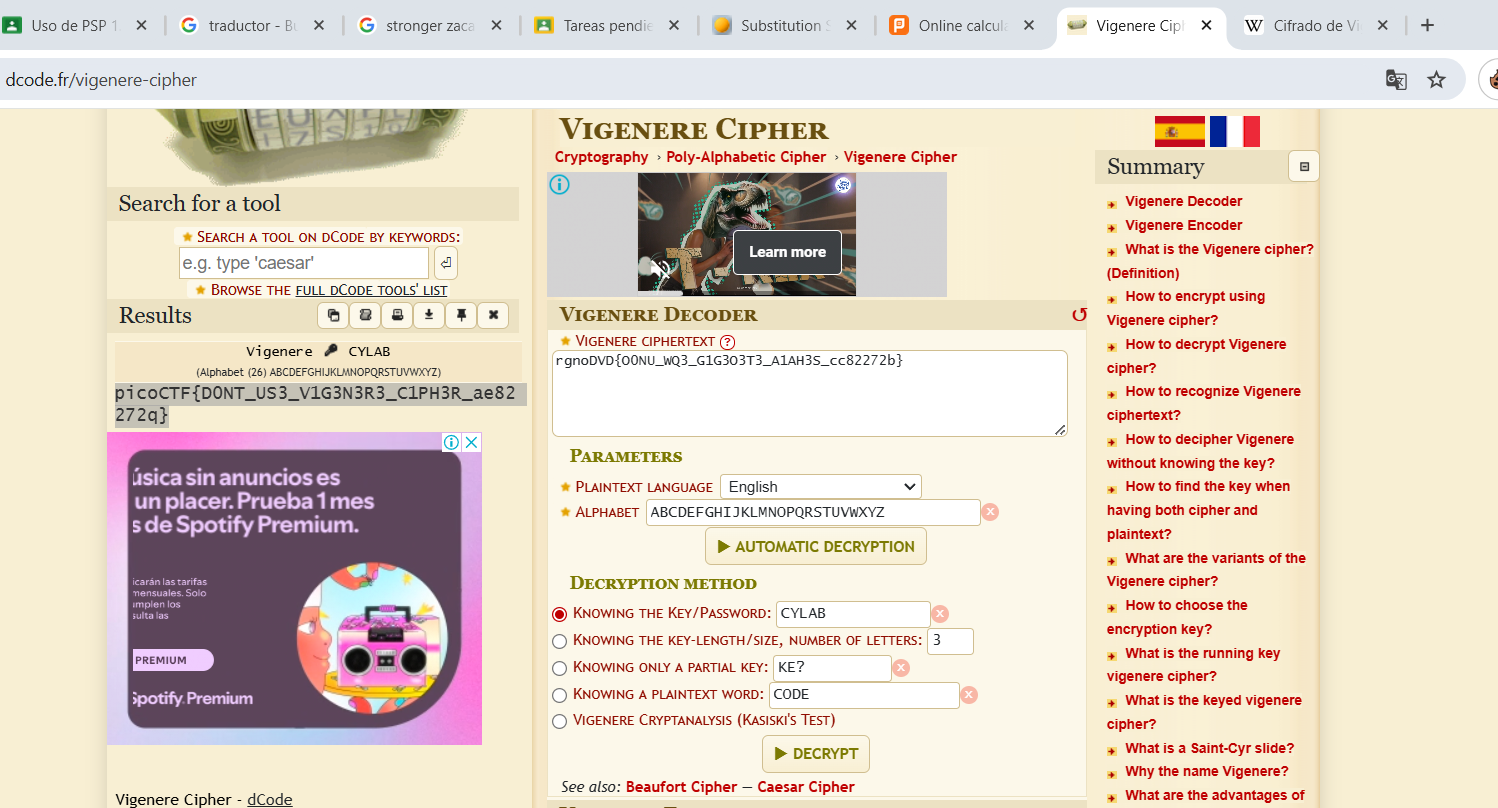 Uso de PSP 1
traductor - Bu
stronger zaca
Tareas pendie
Substitution S
Online calcula
Vigenere Ciph
Cifrado de Vi
dcode.fr/vigenere-cipher
Search for a tool
SEARCH A TOOL ON DCODE BY KEYWORDS:
e.g. type 'caesar'
BROWSE THE FULL DCODE TOOLS' LIST
Results
Vigenere CYLAB
(Alphabet (26) ABCDEFGHIJKLMNOPQRSTUVWXYZ)
picoCTF{D0NT_US3_V1G3N3R3_C1PH3R_ae82
272q}
úsica sin anuncios es
un placer. Prueba 1 mes
s de Spotify Premium.
icarán las tarifas
mensuales. Solo
umplen los
sulta las
PREMIUM
Spotify Premium
Vigenere Cipher - dCode
VIGENERE CIPHER
Cryptography › Poly-Alphabetic Cipher › Vigenere Cipher
Learn more
VIGENERE DECODER
VIGENERE CIPHERTEXT ?
rgnoDVD{O0NU_WQ3_G1G3O3T3_A1AH3S_cc82272b}
PARAMETERS
PLAINTEXT LANGUAGE English
ALPHABET ABCDEFGHIJKLMNOPQRSTUVWXYZ
▶ AUTOMATIC DECRYPTION
DECRYPTION METHOD
KNOWING THE KEY/PASSWORD: CYLAB
KNOWING THE KEY-LENGTH/SIZE, NUMBER OF LETTERS: 3
KNOWING ONLY A PARTIAL KEY: KE?
KNOWING A PLAINTEXT WORD: CODE
VIGENERE CRYPTANALYSIS (KASISKI'S TEST)
▶ DECRYPT
See also: Beaufort Cipher — Caesar Cipher
Summary
Vigenere Decoder
Vigenere Encoder
What is the Vigenere cipher?
(Definition)
How to encrypt using
Vigenere cipher?
How to decrypt Vigenere
cipher?
How to recognize Vigenere
ciphertext?
How to decipher Vigenere
without knowing the key?
How to find the key when
having both cipher and
plaintext?
What are the variants of the
Vigenere cipher?
How to choose the
encryption key?
What is the running key
vigenere cipher?
What is the keyed vigenere
cipher?
What is a Saint-Cyr slide?
Why the name Vigenere?
What are the advantages of